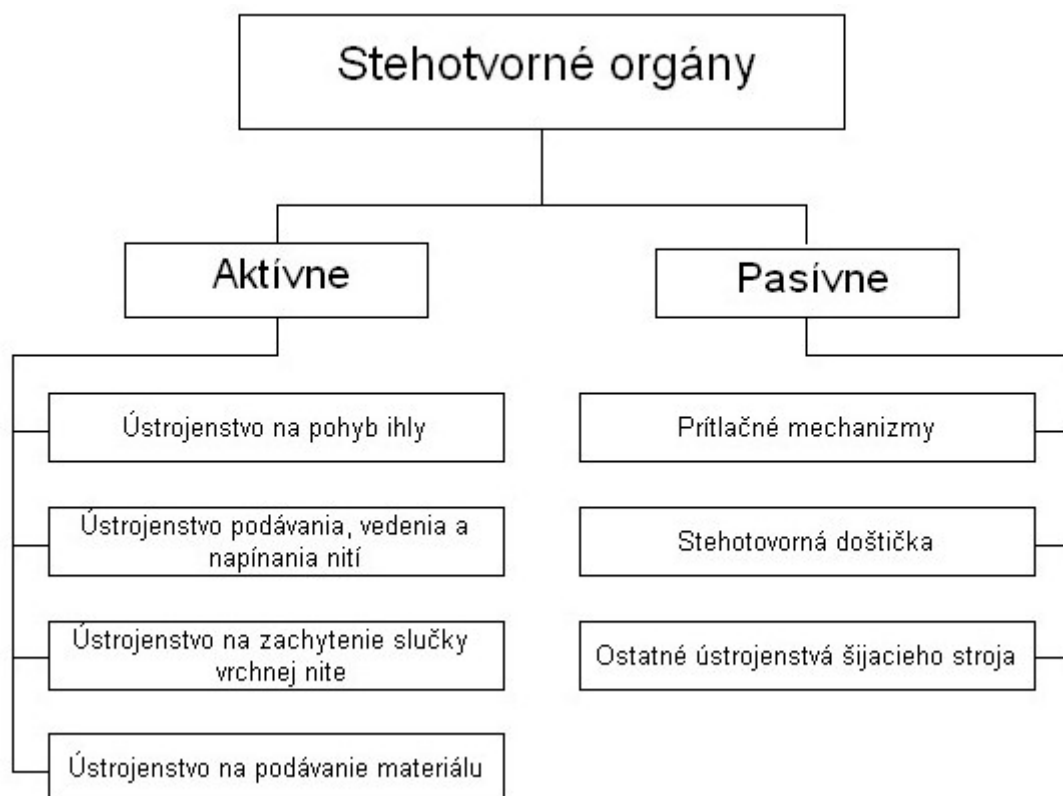 Stehotvorné orgány
Aktívne
Pasívne
Ústrojenstvo na pohyb ihly
Ústrojenstvo podávania, vedenia a
napínania nití
Ústrojenstvo na zachytenie slučky
vrchnej nite
Ústrojenstvo na podávanie materiálu
Prítlačné mechanizmy
Stehotovorná doštička
Ostatné ústrojenstvá šijacieho stroja